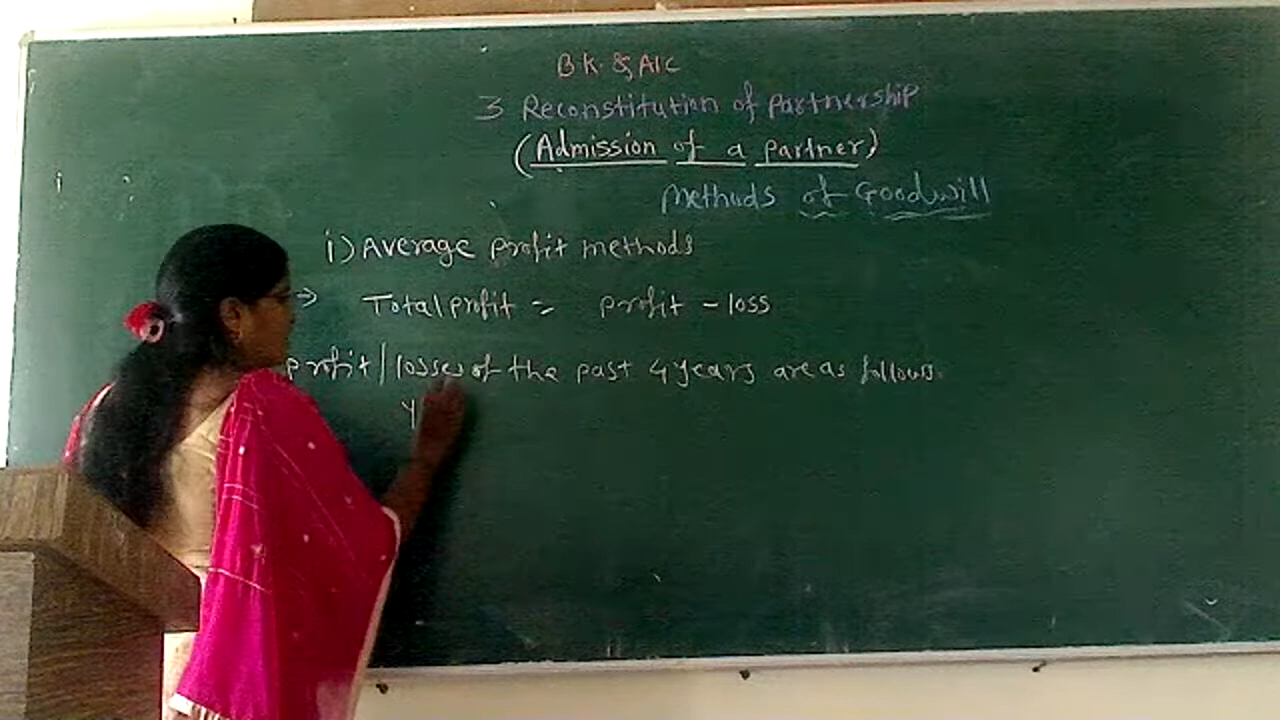 B.K. & A/C
3 Reconstitution of Partnership
(Admission of a partner)
Methods of Goodwill
i) Average profit methods
⇒ Total profit = profit - loss
profit / losses of the past 4 years are as follows.
Y